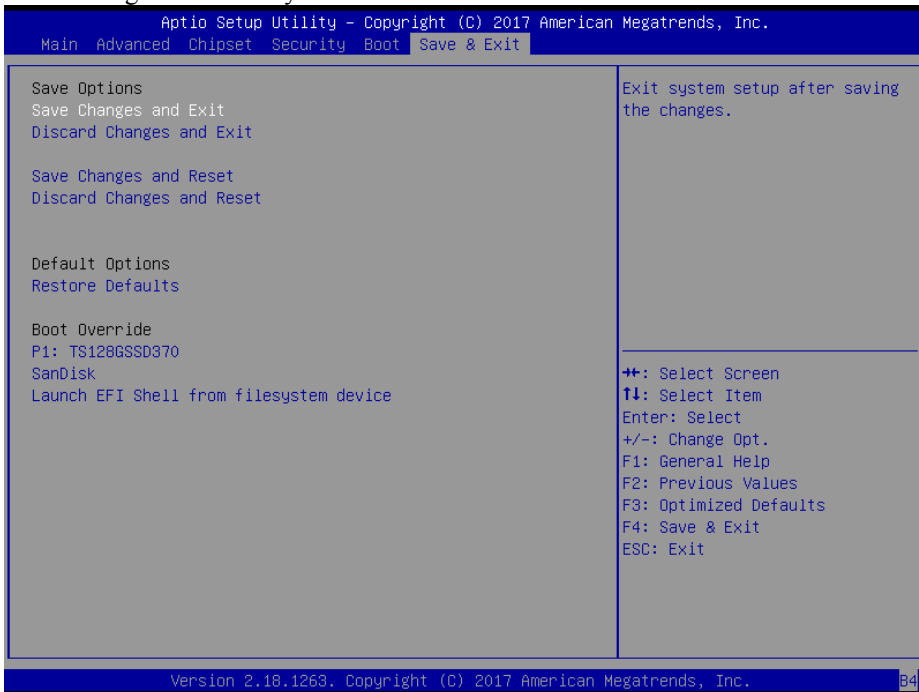 Aptio Setup Utility – Copyright (C) 2017 American Megatrends, Inc.
Main Advanced Chipset Security Boot Save & Exit
Save Options
Save Changes and Exit
Discard Changes and Exit
Save Changes and Reset
Discard Changes and Reset
Default Options
Restore Defaults
Boot Override
P1: TS128GSSD370
SanDisk
Launch EFI Shell from filesystem device
Exit system setup after saving
the changes.
→←: Select Screen
↑↓: Select Item
Enter: Select
+/-: Change Opt.
F1: General Help
F2: Previous Values
F3: Optimized Defaults
F4: Save & Exit
ESC: Exit
Version 2.18.1263. Copyright (C) 2017 American Megatrends, Inc.
B4